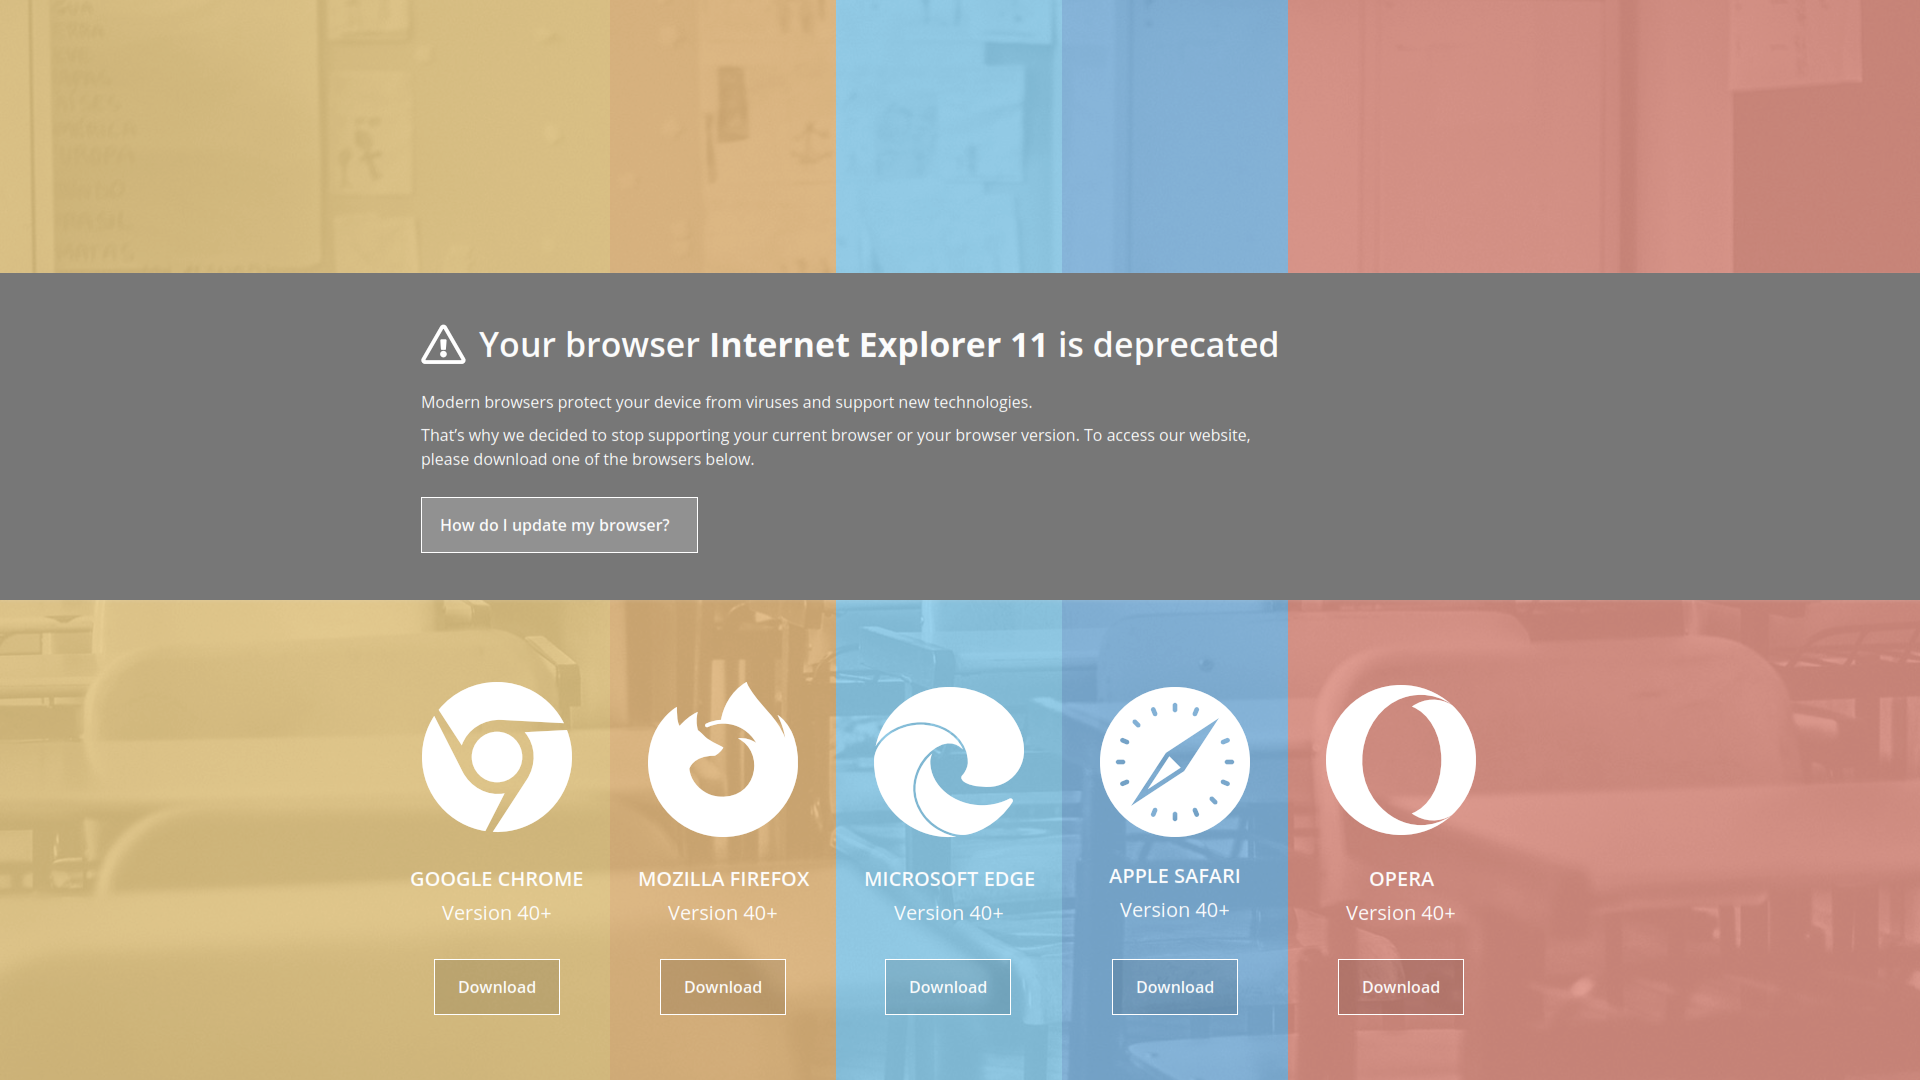 Your browser Internet Explorer 11 is deprecated
Modern browsers protect your device from viruses and support new technologies.
That's why we decided to stop supporting your current browser or your browser version. To access our website,
please download one of the browsers below.
How do I update my browser?
GOOGLE CHROME
Version 40+
Download
MOZILLA FIREFOX
Version 40+
Download
MICROSOFT EDGE
Version 40+
Download
APPLE SAFARI
Version 40+
Download
OPERA
Version 40+
Download